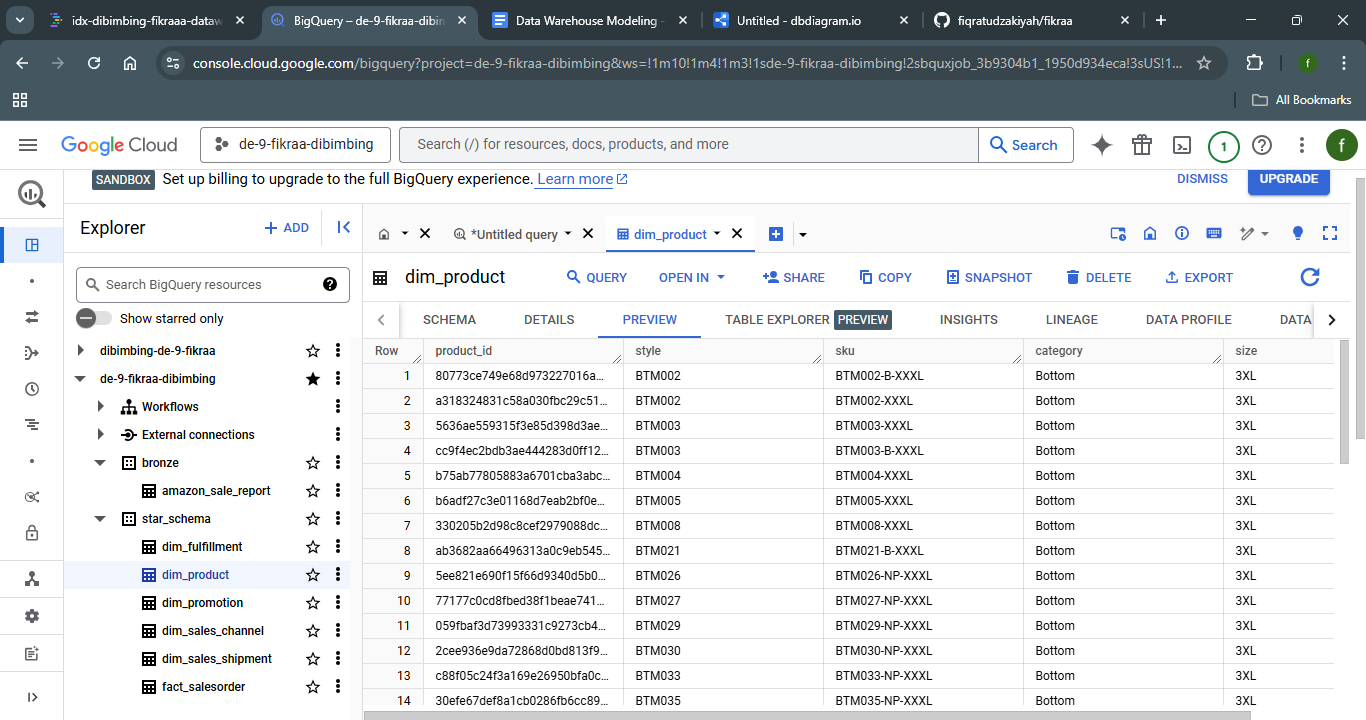 idx-dibimbing-fikraaa-dataw
BigQuery – de-9-fikraa-dibim
Data Warehouse Modeling -
Untitled - dbdiagram.io
fiqratudzakiyah/fikraa
console.cloud.google.com/bigquery?project=de-9-fikraa-dibimbing&ws=!1m10!1m4!1m3!1sde-9-fikraa-dibimbing!2sbquxjob_3b9304b1_1950d934eca!3sUS!1...
f
All Bookmarks
Google Cloud
de-9-fikraa-dibimbing
Search (/) for resources, docs, products, and more
Search
1
f
SANDBOX Set up billing to upgrade to the full BigQuery experience. Learn more
DISMISS
UPGRADE
Explorer
+ ADD
*Untitled query
dim_product
Search BigQuery resources
Show starred only
dibimbing-de-9-fikraa
de-9-fikraa-dibimbing
Workflows
External connections
bronze
amazon_sale_report
star_schema
dim_fulfillment
dim_product
dim_promotion
dim_sales_channel
dim_sales_shipment
fact_salesorder
dim_product
QUERY
OPEN IN
SHARE
COPY
SNAPSHOT
DELETE
EXPORT
SCHEMA DETAILS PREVIEW TABLE EXPLORER PREVIEW INSIGHTS LINEAGE DATA PROFILE DATA
Row product_id style sku category size
1 80773ce749e68d973227016a... BTM002 BTM002-B-XXXL Bottom 3XL
2 a318324831c58a030fbc29c51... BTM002 BTM002-XXXL Bottom 3XL
3 5636ae559315f3e85d398d3ae... BTM003 BTM003-XXXL Bottom 3XL
4 cc9f4ec2bdb3ae444283d0ff12... BTM003 BTM003-B-XXXL Bottom 3XL
5 b75ab77805883a6701cba3abc... BTM004 BTM004-XXXL Bottom 3XL
6 b6adf27c3e01168d7eab2bf0e... BTM005 BTM005-XXXL Bottom 3XL
7 330205b2d98c8cef2979088dc... BTM008 BTM008-XXXL Bottom 3XL
8 ab3682aa66496313a0c9eb545... BTM021 BTM021-B-XXXL Bottom 3XL
9 5ee821e690f15f66d9340d5b0... BTM026 BTM026-NP-XXXL Bottom 3XL
10 77177c0cd8fbed38f1beae741... BTM027 BTM027-NP-XXXL Bottom 3XL
11 059fbaf3d73993331c9273cb4... BTM029 BTM029-NP-XXXL Bottom 3XL
12 2cee936e9da72868d0bd813f9... BTM030 BTM030-NP-XXXL Bottom 3XL
13 c88f05c24f3a169e26950bfa0c... BTM033 BTM033-NP-XXXL Bottom 3XL
14 30efe67def8a1cb0286fb6cc89... BTM035 BTM035-NP-XXXL Bottom 3XL